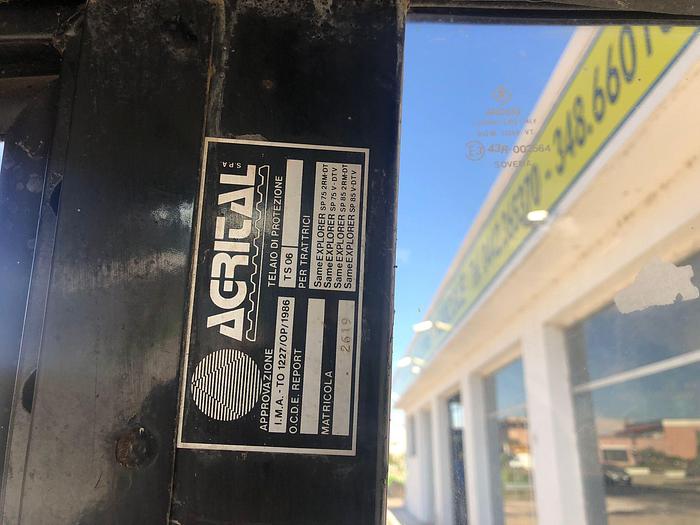 AGRITAL S P A
APPROVAZIONE
I.M.A. - TO 1227/OP/1986
O.C.D.E. REPORT
MATRICOLA
2619
TELAIO DI PROTEZIONE
TS 06
PER TRATTRICI
Same EXPLORER SP 75 2RM-DT
Same EXPLORER SP 75 V-DTV
Same EXPLORER SP 85 2RM-DT
Same EXPLORER SP 85 V-DTV
43R-002564
SOVEMA